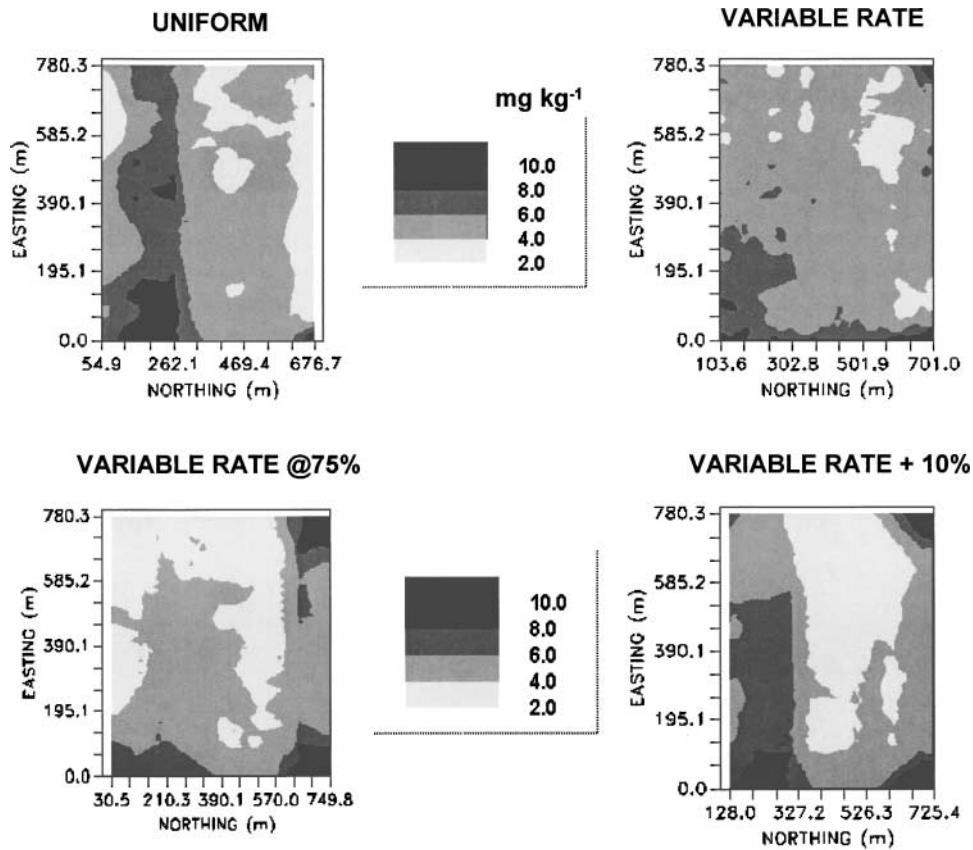 UNIFORM
780.3
585.2
390.1
195.1
0.0
EASTING (m)
54.9 262.1 469.4 676.7
NORTHING (m)
mg kg-1
10.0
8.0
6.0
4.0
2.0
VARIABLE RATE
780.3
585.2
390.1
195.1
0.0
EASTING (m)
103.6 302.8 501.9 701.0
NORTHING (m)
VARIABLE RATE @75%
780.3
585.2
390.1
195.1
0.0
EASTING (m)
30.5 210.3 390.1 570.0 749.8
NORTHING (m)
10.0
8.0
6.0
4.0
2.0
VARIABLE RATE + 10%
780.3
585.2
390.1
195.1
0.0
EASTING (m)
128.0 327.2 526.3 725.4
NORTHING (m)